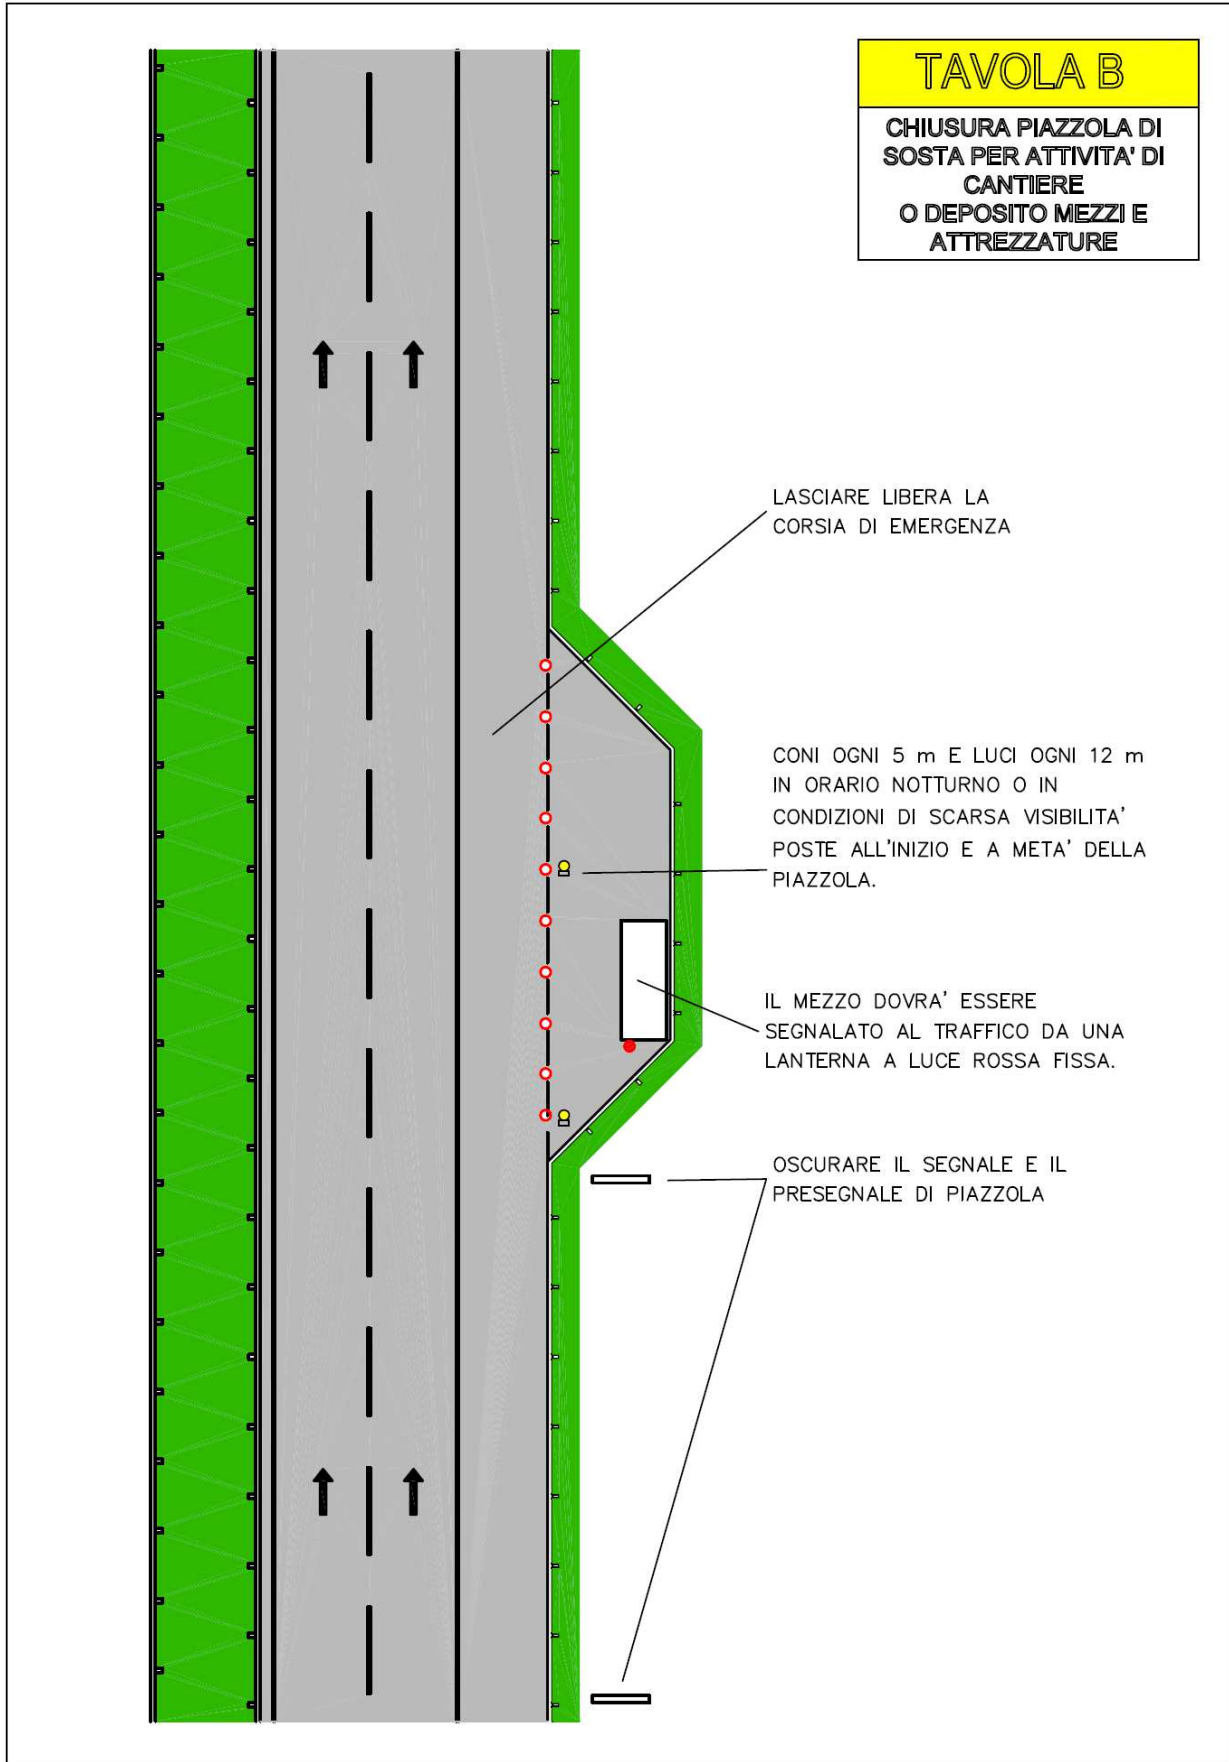 TAVOLA B
CHIUSURA PIAZZOLA DI
SOSTA PER ATTIVITA' DI
CANTIERE
O DEPOSITO MEZZI E
ATTREZZATURE
LASCIARE LIBERA LA
CORSIA DI EMERGENZA
CONI OGNI 5 m E LUCI OGNI 12 m
IN ORARIO NOTTURNO O IN
CONDIZIONI DI SCARSA VISIBILITA'
POSTE ALL'INIZIO E A META' DELLA
PIAZZOLA.
IL MEZZO DOVRA' ESSERE
SEGNALATO AL TRAFFICO DA UNA
LANTERNA A LUCE ROSSA FISSA.
OSCURARE IL SEGNALE E IL
PRESEGNALE DI PIAZZOLA